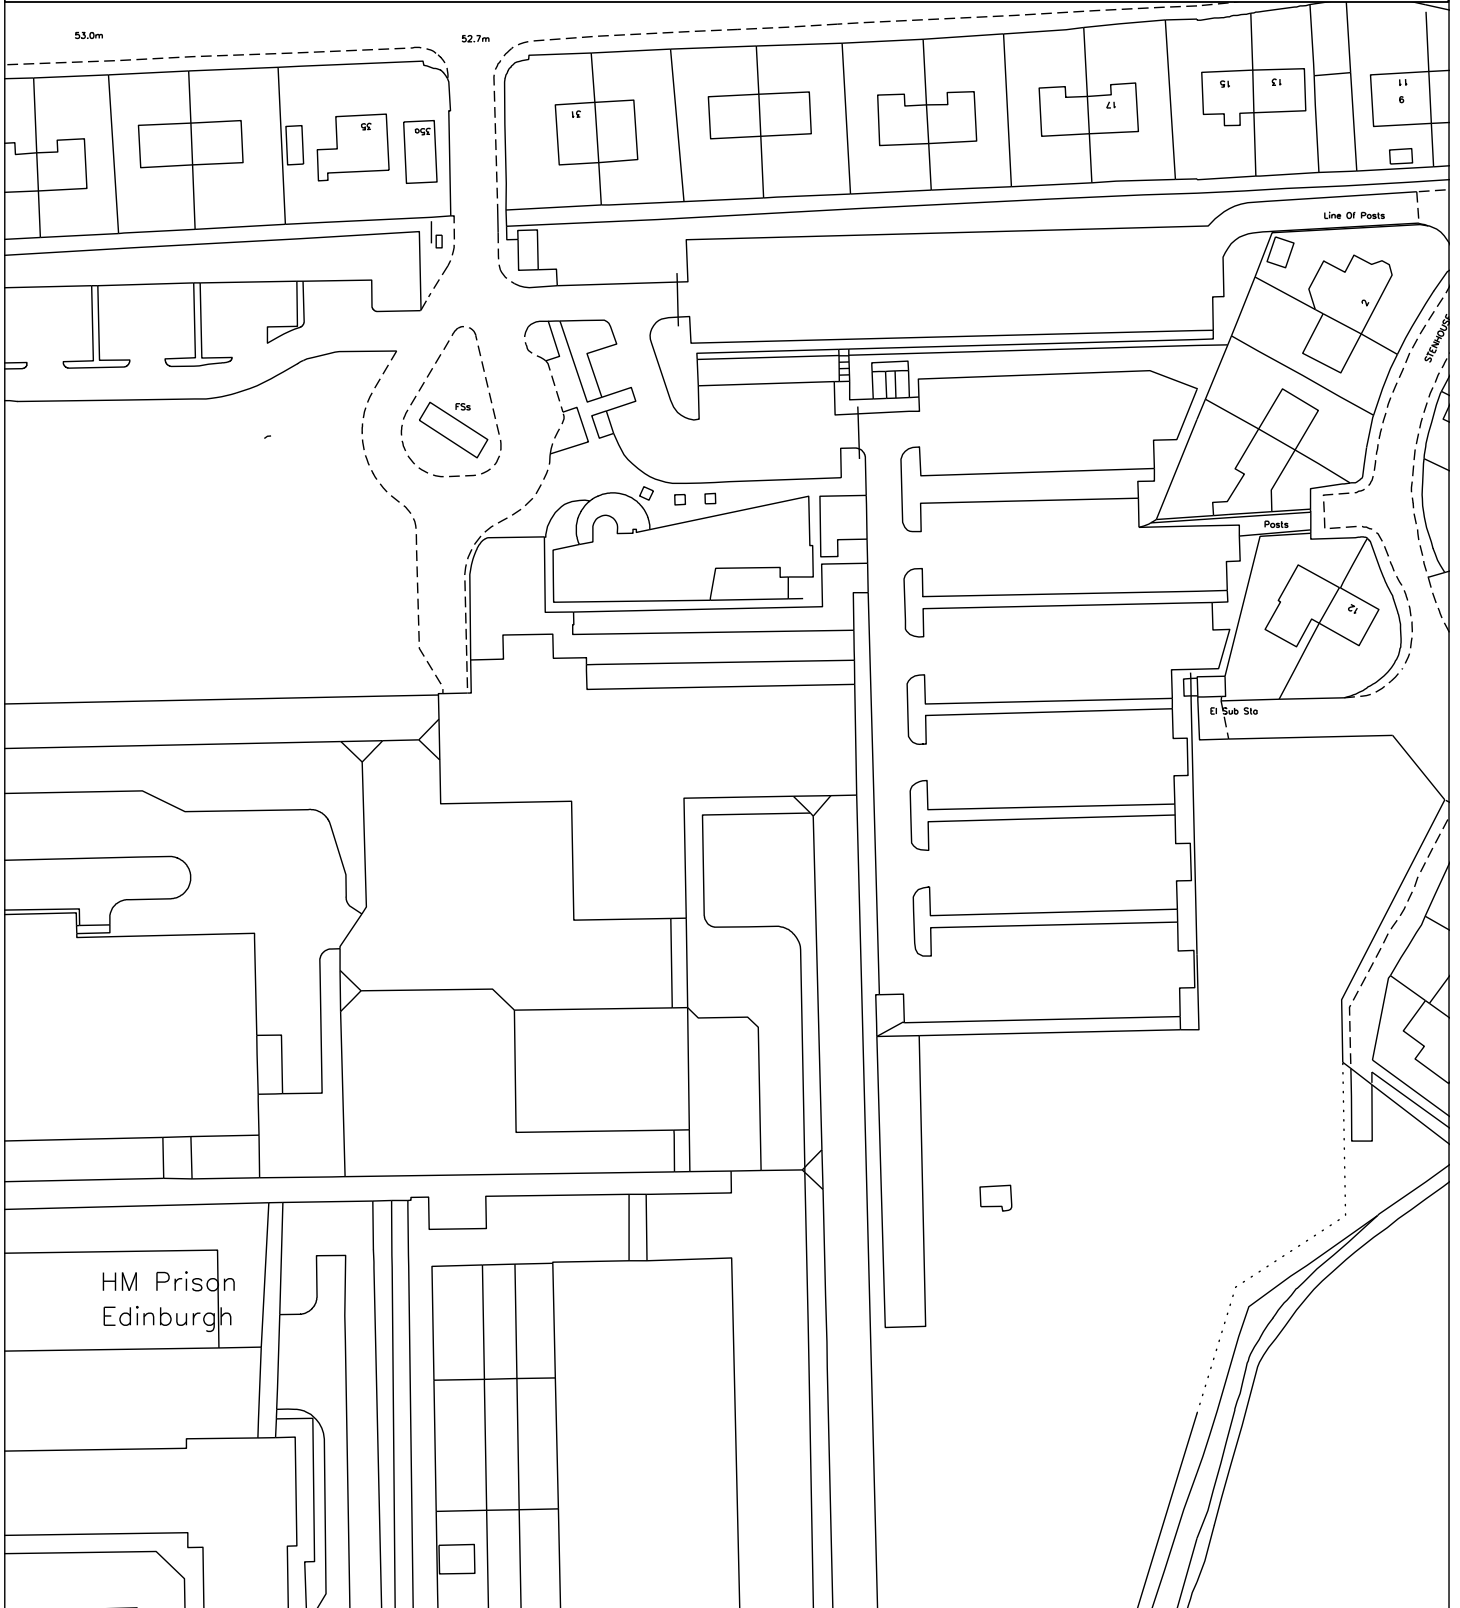 53.0m
52.7m
31
17
15
13
11
9
35
35a
Line Of Posts
2
STENHOUSE
FSs
Posts
12
El Sub Sta
HM Prison
Edinburgh